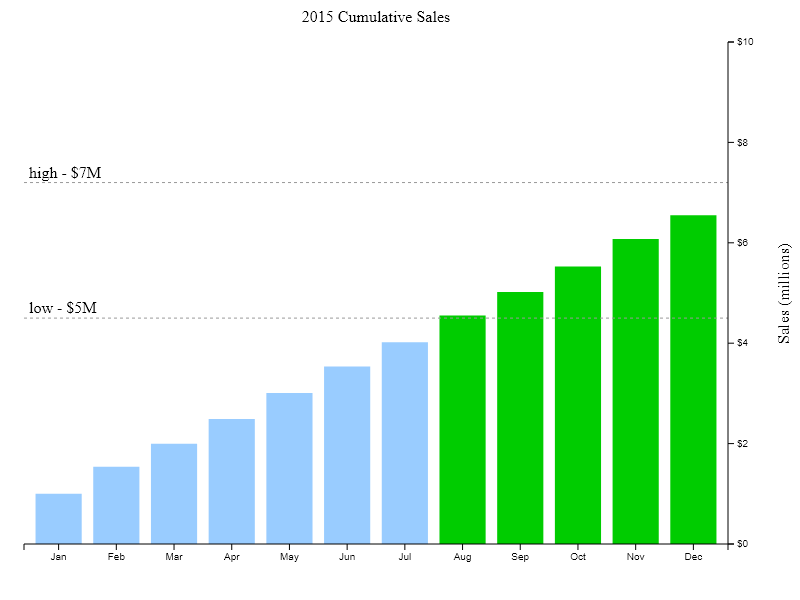 2015 Cumulative Sales
$10
$8
high - $7M
$6
low - $5M
$4
$2
$0
Sales (millions)
Jan Feb Mar Apr May Jun Jul Aug Sep Oct Nov Dec